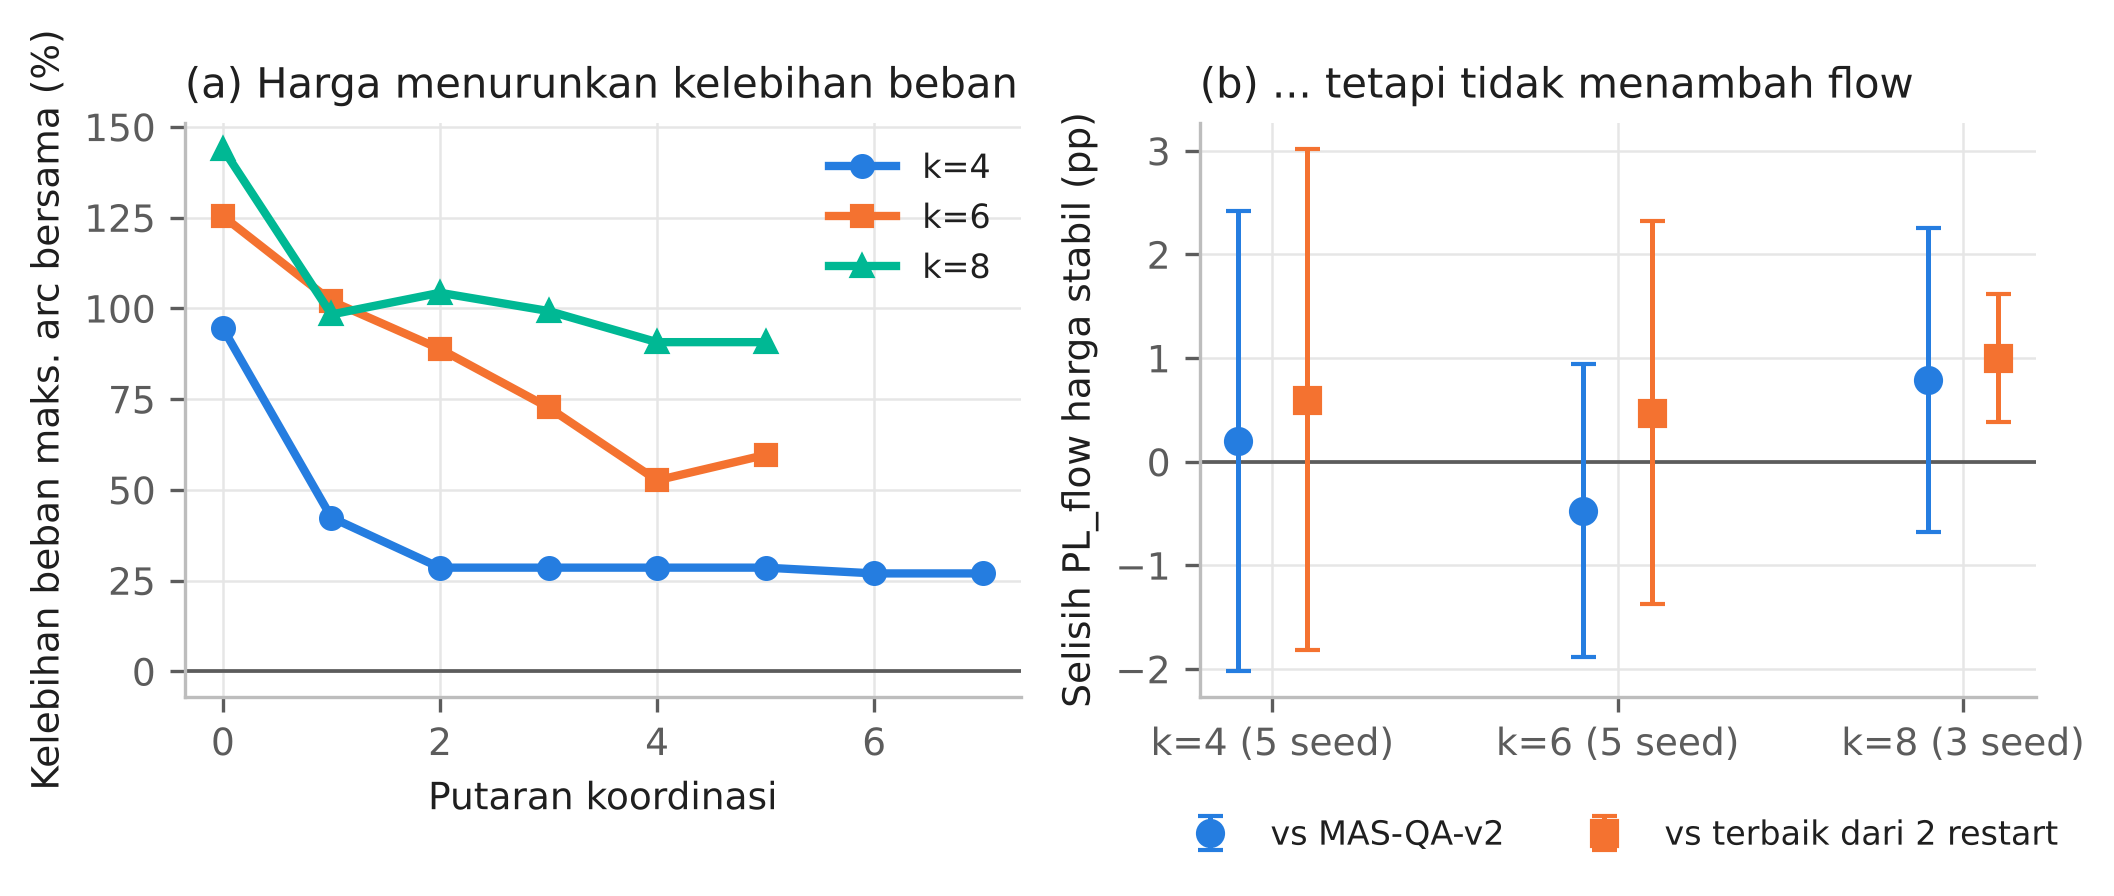 (a) Harga menurunkan kelebihan beban
Kelebihan beban maks. arc bersama (%)
150
125
100
75
50
25
0
k=4
k=6
k=8
0 2 4 6
Putaran koordinasi
(b) ... tetapi tidak menambah flow
Selisih PL_flow harga stabil (pp)
3
2
1
0
−1
−2
k=4 (5 seed) k=6 (5 seed) k=8 (3 seed)
vs MAS-QA-v2 vs terbaik dari 2 restart